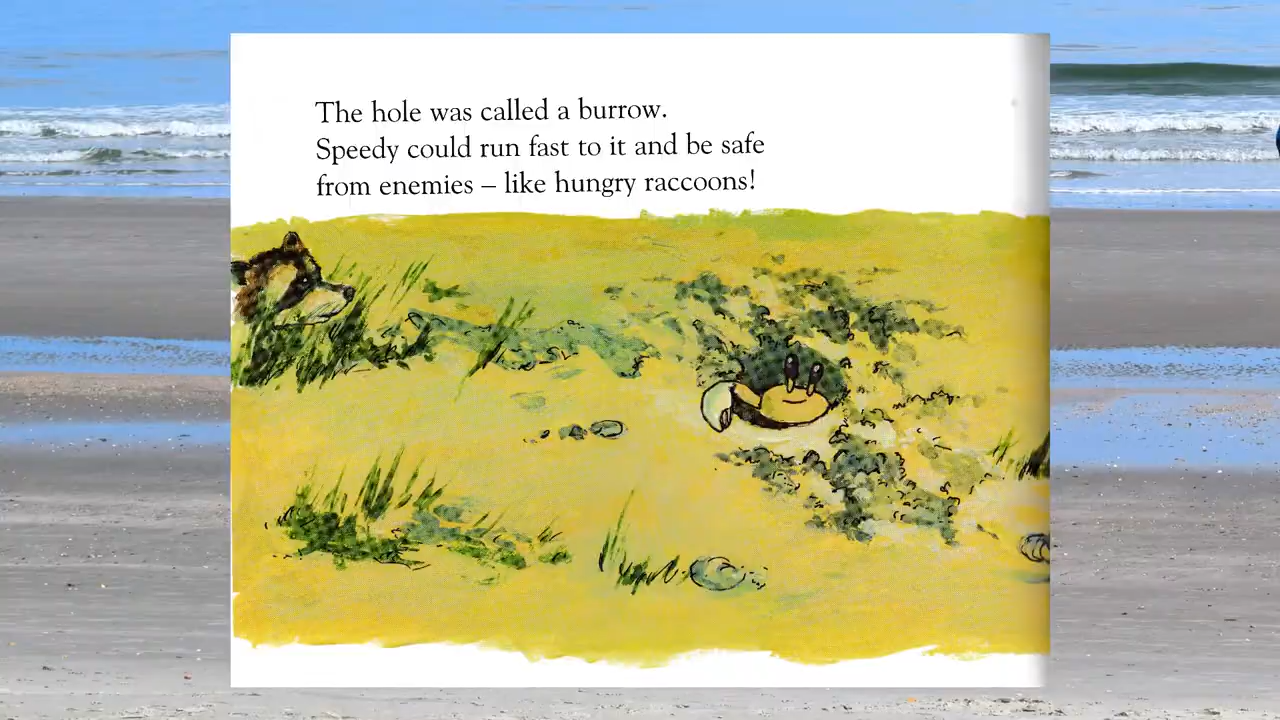 The hole was called a burrow.
Speedy could run fast to it and be safe
from enemies – like hungry raccoons!